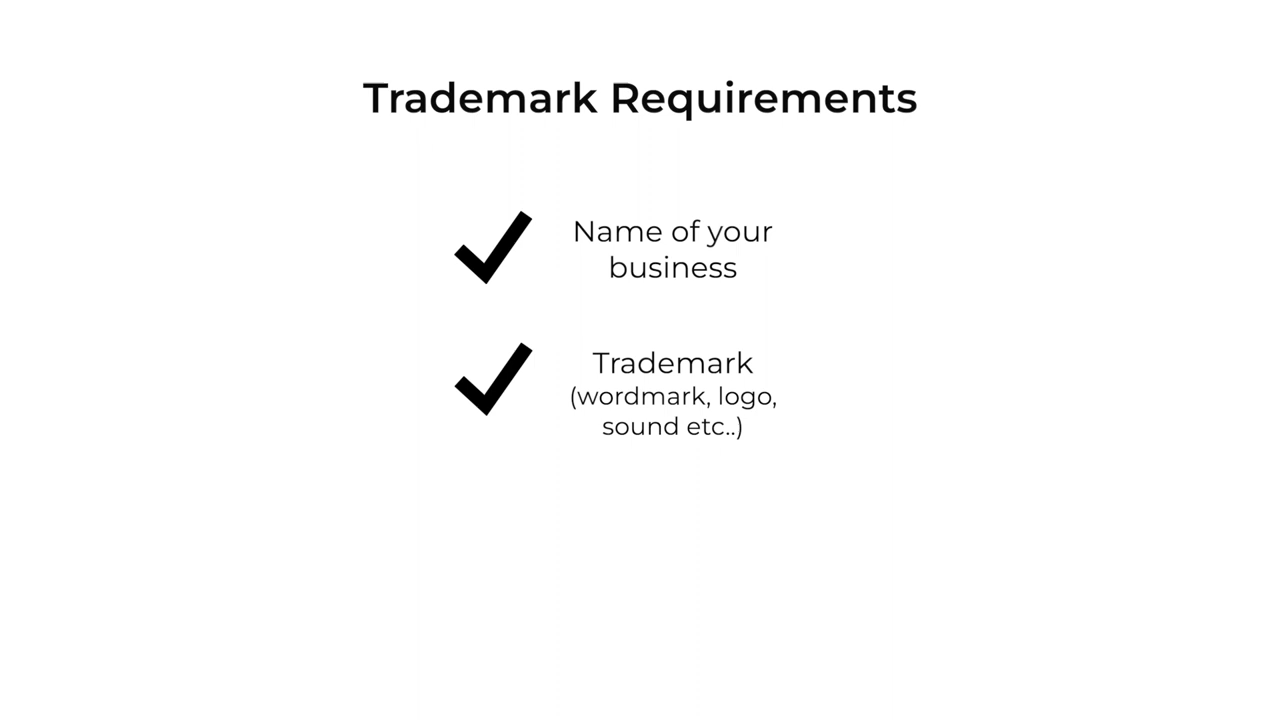 Trademark Requirements
Name of your
business
Trademark
(wordmark, logo,
sound etc..)